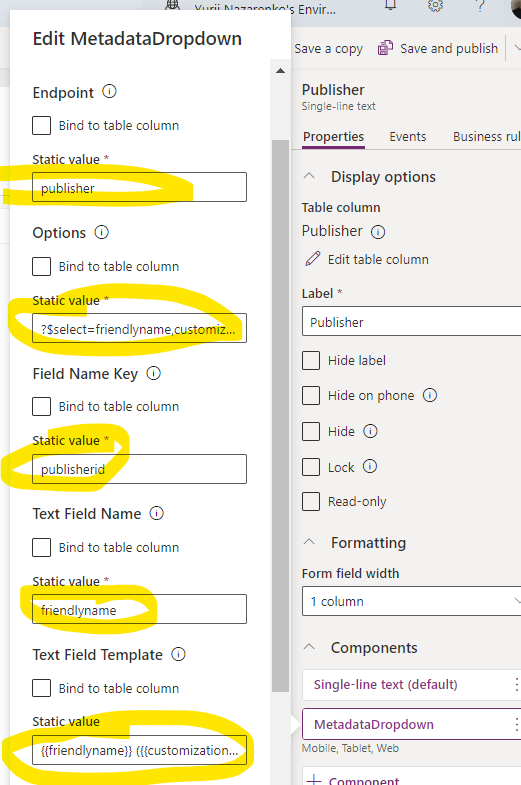 Yurii Nazarenko's Envir...
Edit MetadataDropdown
Save a copy
Save and publish
Endpoint
Bind to table column
Static value *
publisher
Options
Bind to table column
Static value *
?$select=friendlyname,customiz...
Field Name Key
Bind to table column
Static value *
publisherid
Text Field Name
Bind to table column
Static value *
friendlyname
Text Field Template
Bind to table column
Static value
{{friendlyname}} ({{customization...
Publisher
Single-line text
Properties
Events
Business rul
Display options
Table column
Publisher
Edit table column
Label *
Publisher
Hide label
Hide on phone
Hide
Lock
Read-only
Formatting
Form field width
1 column
Components
Single-line text (default)
MetadataDropdown
Mobile, Tablet, Web
Component